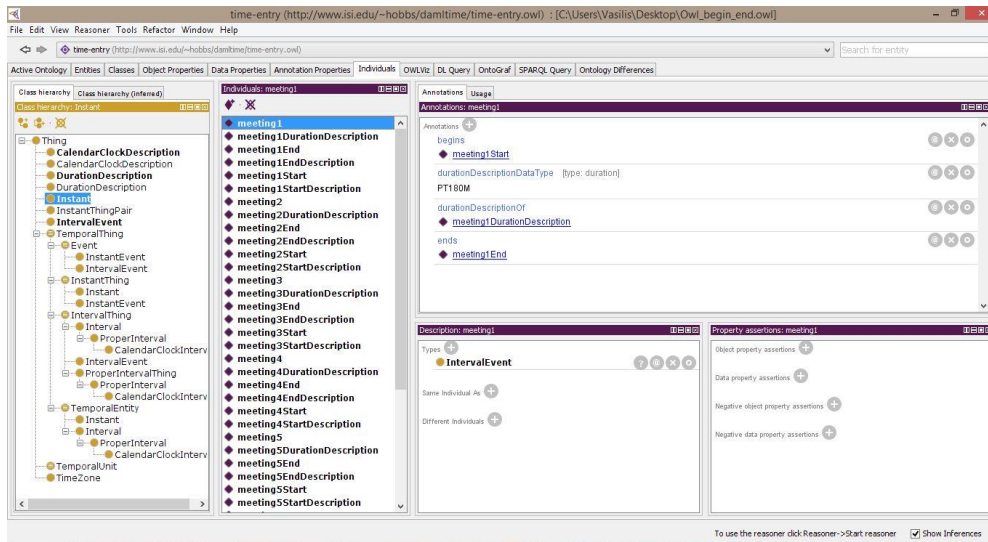 time-entry (http://www.isi.edu/~hobbs/damltime/time-entry.owl) : [C:\Users\Vasilis\Desktop\Owl_begin_end.owl]
File Edit View Reasoner Tools Refactor Window Help
time-entry (http://www.isi.edu/~hobbs/damltime/time-entry.owl)
Search for entity
Active Ontology Entities Classes Object Properties Data Properties Annotation Properties Individuals OWLViz DL Query OntoGraf SPARQL Query Ontology Differences
Class hierarchy Class hierarchy (inferred)
Class hierarchy: Instant
Thing
CalendarClockDescription
CalendarClockDescription
DurationDescription
DurationDescription
Instant
InstantThingPair
IntervalEvent
TemporalThing
Event
InstantEvent
IntervalEvent
InstantThing
Instant
InstantEvent
IntervalThing
Interval
ProperInterval
CalendarClockInterv
IntervalEvent
ProperIntervalThing
ProperInterval
CalendarClockInterv
TemporalEntity
Instant
Interval
ProperInterval
CalendarClockInterv
TemporalUnit
TimeZone
Individuals: meeting1
meeting1
meeting1DurationDescription
meeting1End
meeting1EndDescription
meeting1Start
meeting1StartDescription
meeting2
meeting2DurationDescription
meeting2End
meeting2EndDescription
meeting2Start
meeting2StartDescription
meeting3
meeting3DurationDescription
meeting3End
meeting3EndDescription
meeting3Start
meeting3StartDescription
meeting4
meeting4DurationDescription
meeting4End
meeting4EndDescription
meeting4Start
meeting4StartDescription
meeting5
meeting5DurationDescription
meeting5End
meeting5EndDescription
meeting5Start
meeting5StartDescription
Annotations Usage
Annotations: meeting1
Annotations
begins
meeting1Start
durationDescriptionDataType [type: duration]
PT180M
durationDescriptionOf
meeting1DurationDescription
ends
meeting1End
Description: meeting1
Types
IntervalEvent
Same Individual As
Different Individuals
Property assertions: meeting1
Object property assertions
Data property assertions
Negative object property assertions
Negative data property assertions
To use the reasoner click Reasoner->Start reasoner Show Inferences